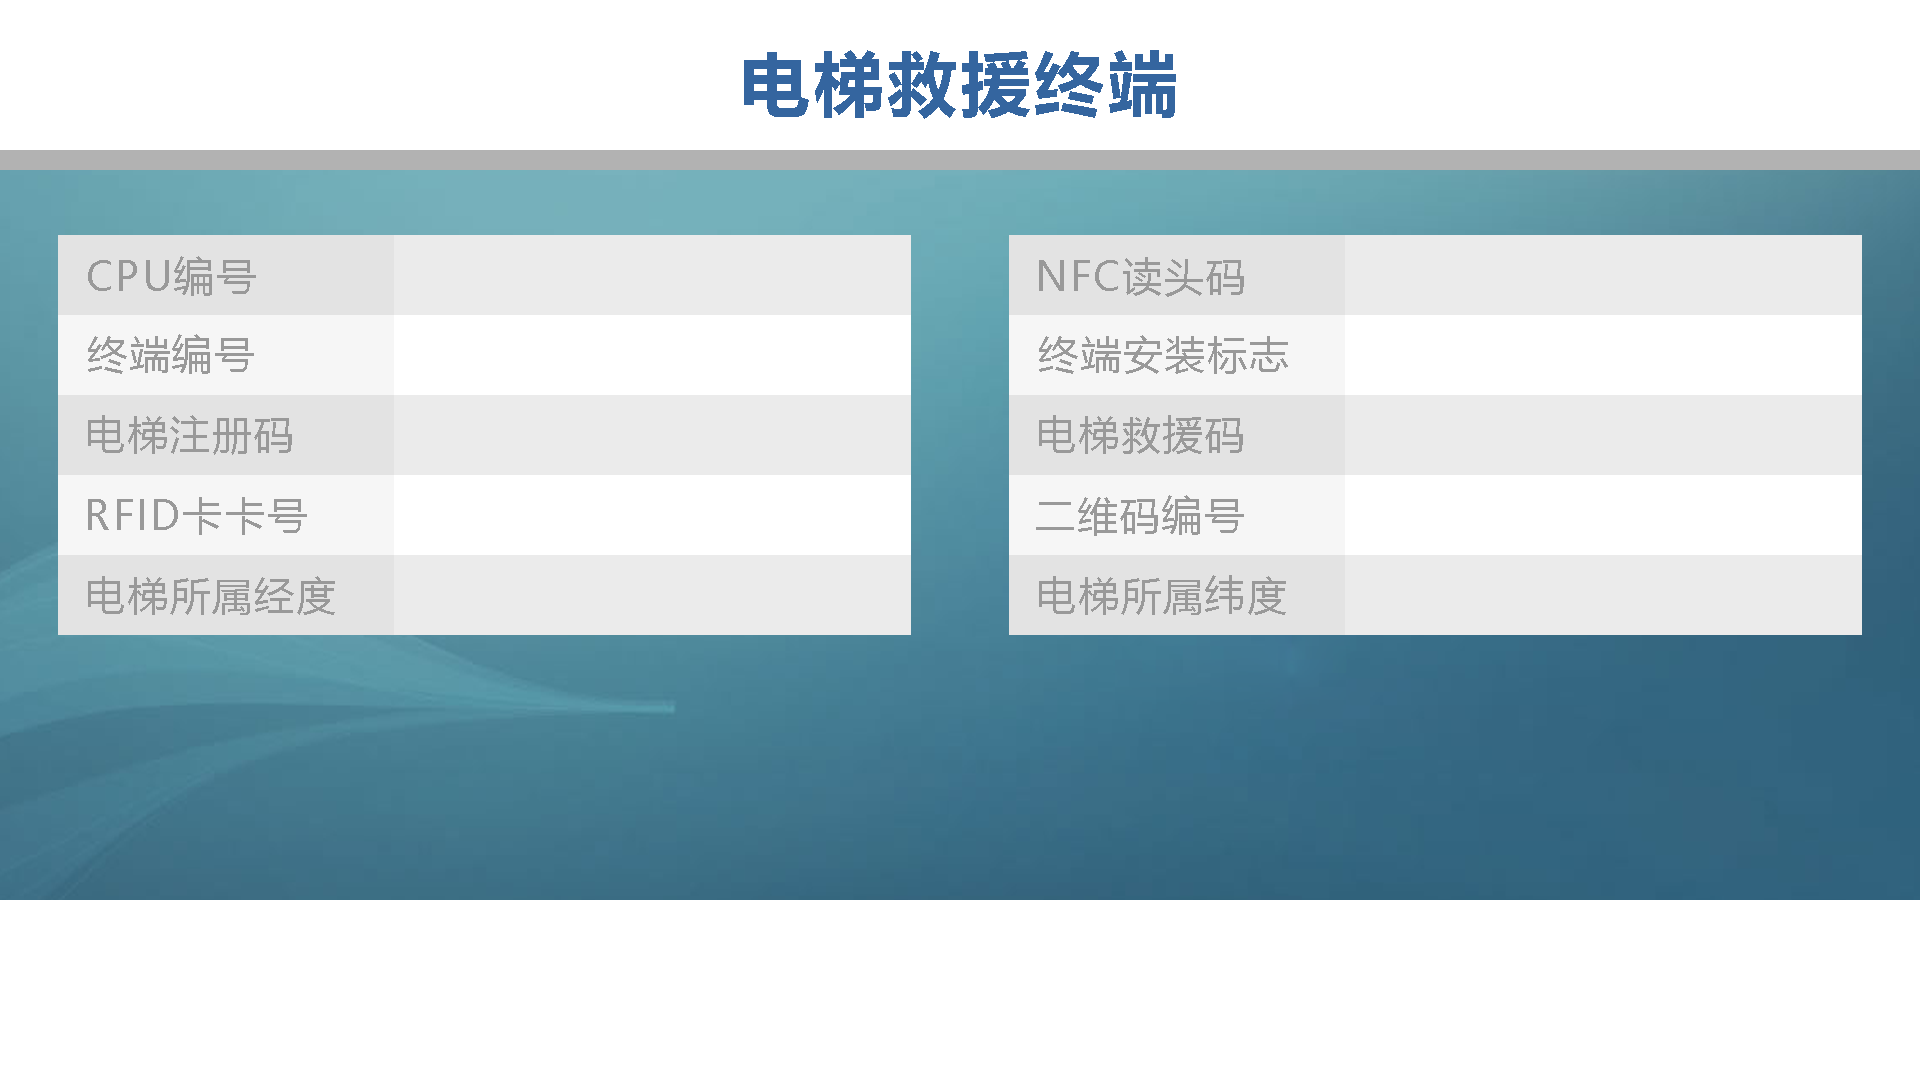 电梯救援终端
CPU编号
NFC读头码
终端编号
终端安装标志
电梯注册码
电梯救援码
RFID卡卡号
二维码编号
电梯所属经度
电梯所属纬度